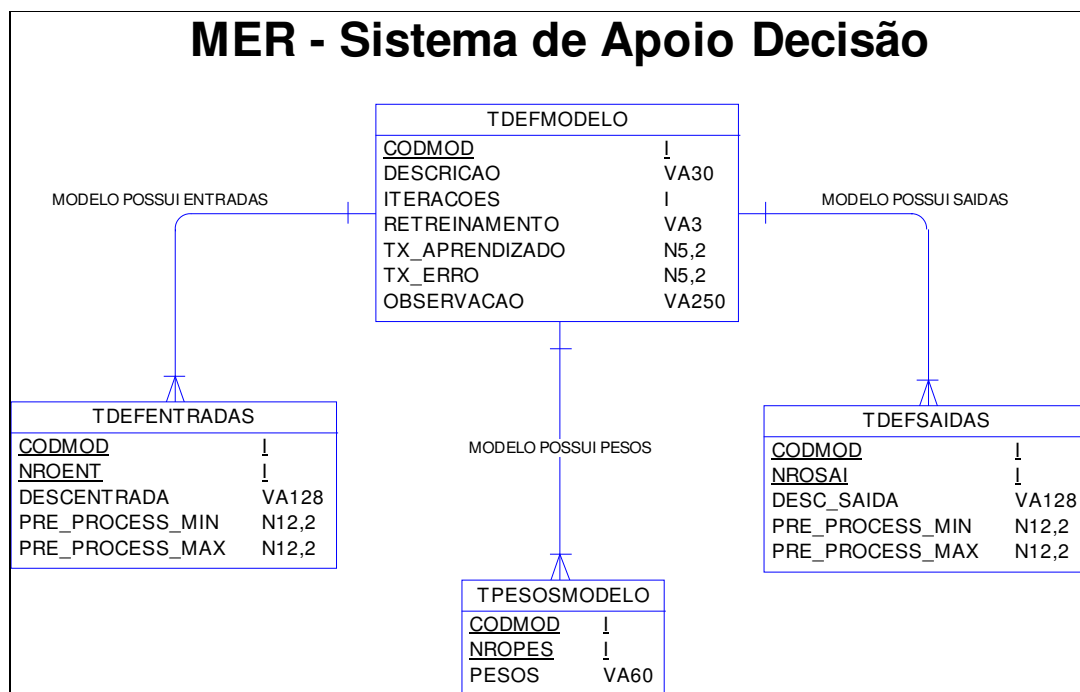 MER - Sistema de Apoio Decisão
TDEFMODELO
CODMOD I
DESCRICAO VA30
ITERACOES I
RETREINAMENTO VA3
TX_APRENDIZADO N5,2
TX_ERRO N5,2
OBSERVACAO VA250
MODELO POSSUI ENTRADAS
MODELO POSSUI SAIDAS
TDEFENTRADAS
CODMOD I
NROENT I
DESCENTRADA VA128
PRE_PROCESS_MIN N12,2
PRE_PROCESS_MAX N12,2
MODELO POSSUI PESOS
TDEFSAIDAS
CODMOD I
NROSAI I
DESC_SAIDA VA128
PRE_PROCESS_MIN N12,2
PRE_PROCESS_MAX N12,2
TPESOSMODELO
CODMOD I
NROPES I
PESOS VA60